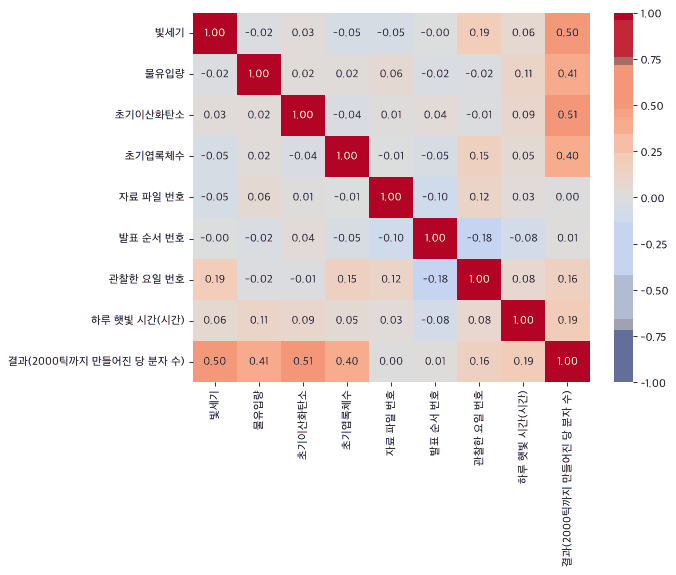 빛세기 1.00 -0.02 0.03 -0.05 -0.05 -0.00 0.19 0.06 0.50
물유입량 -0.02 1.00 0.02 0.02 0.06 -0.02 -0.02 0.11 0.41
초기이산화탄소 0.03 0.02 1.00 -0.04 0.01 0.04 -0.01 0.09 0.51
초기엽록체수 -0.05 0.02 -0.04 1.00 -0.01 -0.05 0.15 0.05 0.40
자료 파일 번호 -0.05 0.06 0.01 -0.01 1.00 -0.10 0.12 0.03 0.00
발표 순서 번호 -0.00 -0.02 0.04 -0.05 -0.10 1.00 -0.18 -0.08 0.01
관찰한 요일 번호 0.19 -0.02 -0.01 0.15 0.12 -0.18 1.00 0.08 0.16
하루 햇빛 시간(시간) 0.06 0.11 0.09 0.05 0.03 -0.08 0.08 1.00 0.19
결과(2000틱까지 만들어진 당 분자 수) 0.50 0.41 0.51 0.40 0.00 0.01 0.16 0.19 1.00
빛세기
물유입량
초기이산화탄소
초기엽록체수
자료 파일 번호
발표 순서 번호
관찰한 요일 번호
하루 햇빛 시간(시간)
결과(2000틱까지 만들어진 당 분자 수)
1.00
0.75
0.50
0.25
0.00
-0.25
-0.50
-0.75
-1.00